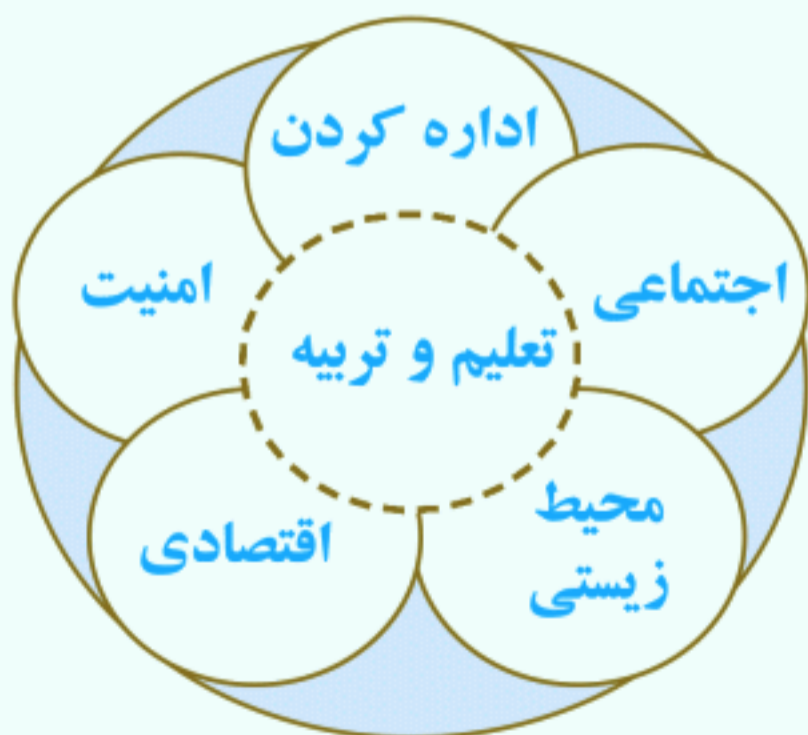 اداره کردن
اجتماعی
امنیت
تعلیم و تربیه
محیط
زیستی
اقتصادی